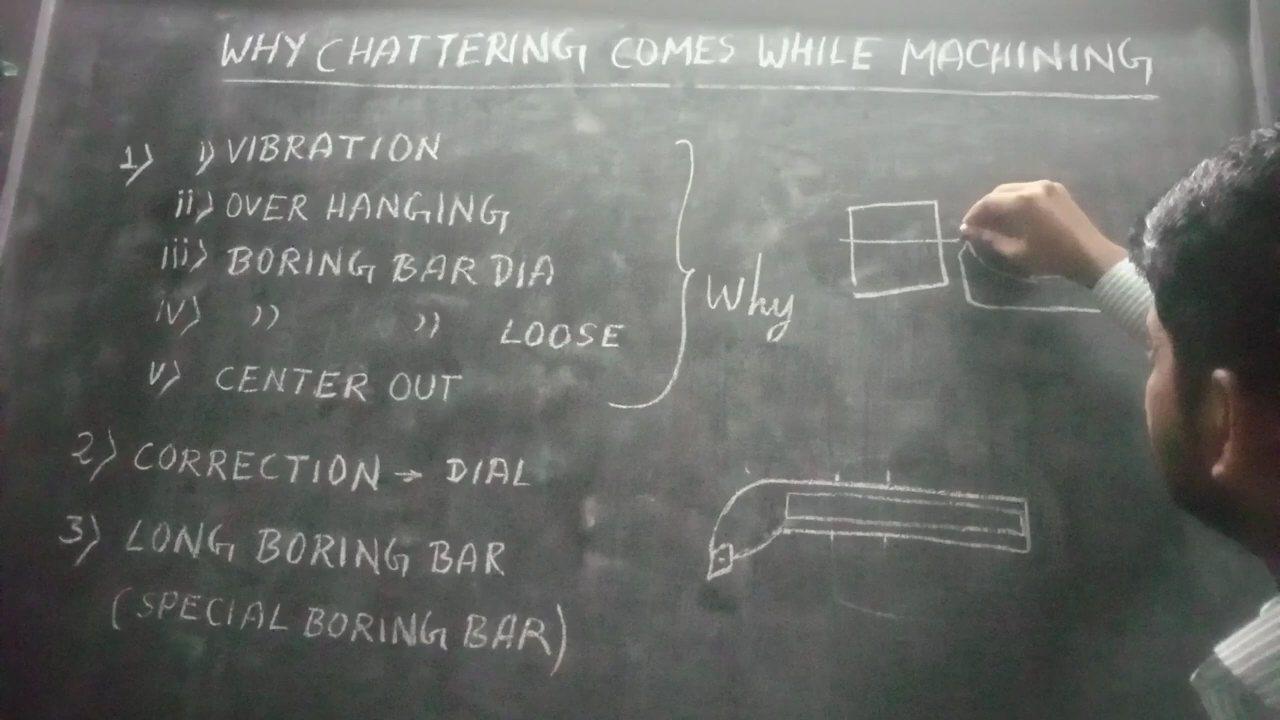 WHY CHATTERING COMES WHILE MACHINING
1) i) VIBRATION
ii) OVER HANGING
iii) BORING BAR DIA
iv) " " LOOSE
v) CENTER OUT
Why
2) CORRECTION → DIAL
3) LONG BORING BAR
(SPECIAL BORING BAR)